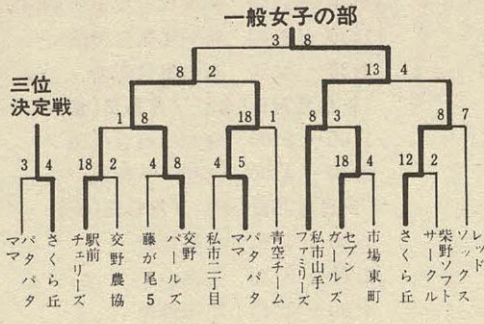 一般女子の部
3 8
8 2
13 4
三位
決定戦
1 8
18 1
8 3
8 7
3 4
18 2
4 8
4 5
18 4
12 2
ママ
パタパタ
さくら丘
チェリーズ
駅前
交野農協
藤が尾5
パールズ
交野
私市二丁目
ママ
パタパタ
青空チーム
ファミリーズ
私市山手
ガールズ
セブン
市場東町
さくら丘
サークル
柴野ソフト
ソックス
レッド